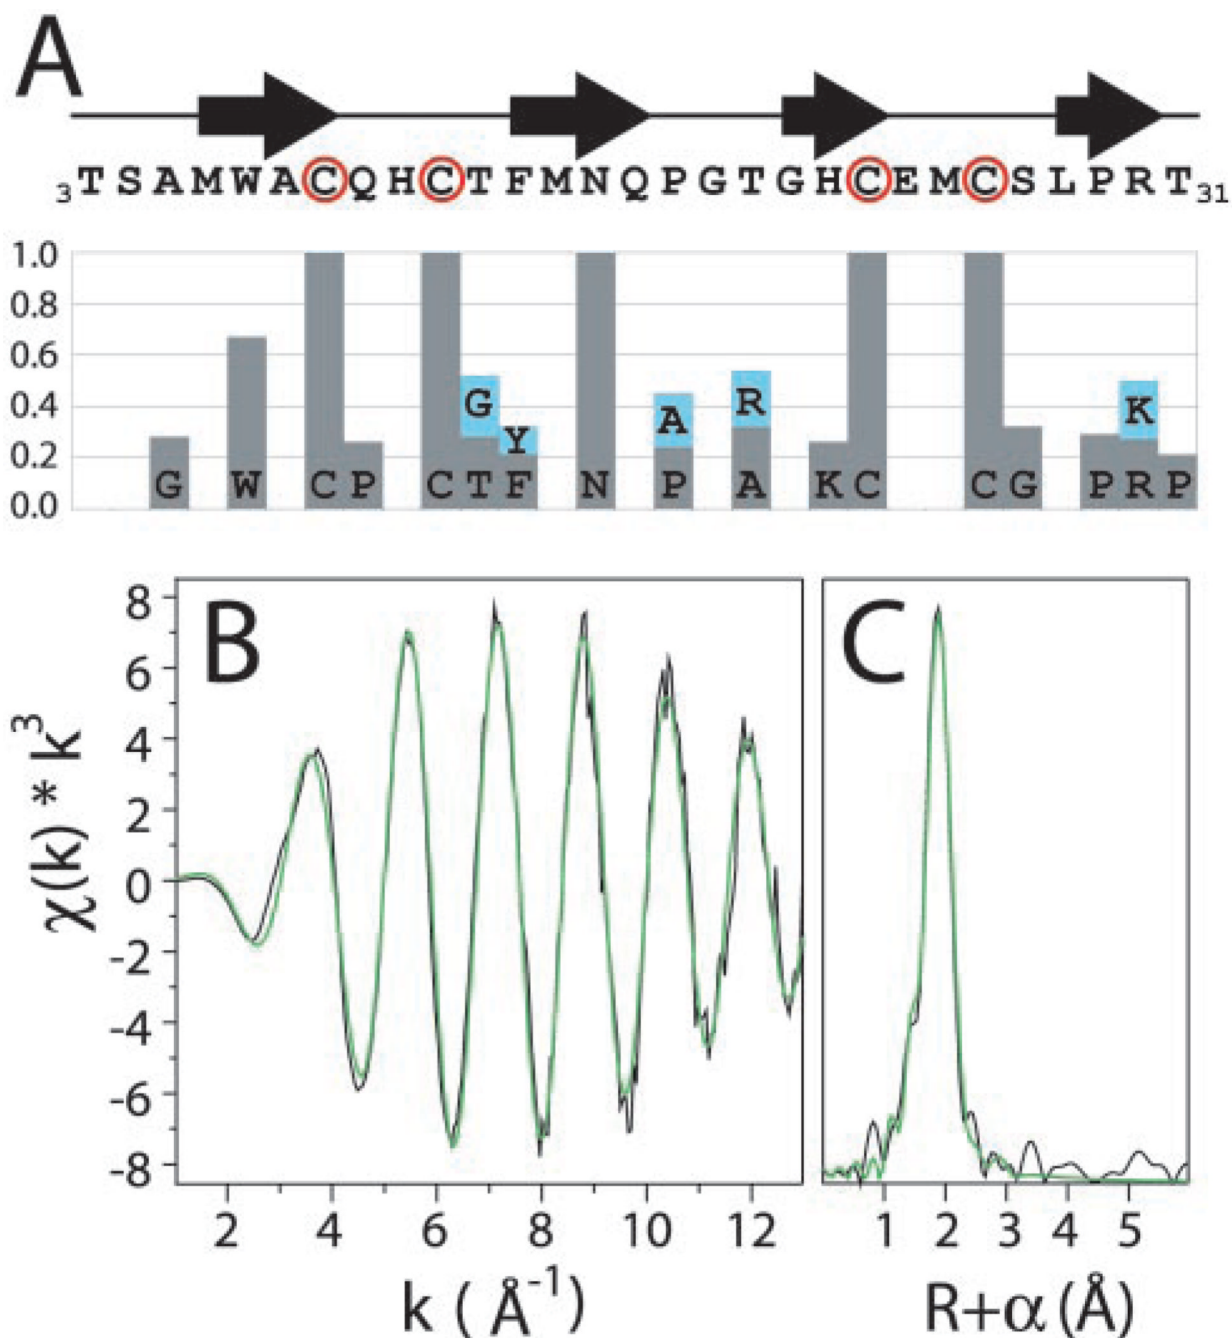 A
3TSAMWACQHCTFMNQPGTGHCEMCSLPRT31
1.0
0.8
0.6
0.4
0.2
0.0
G Y A R K
G W C P C T F N P A K C C G P R P
B
C
χ(k) * k³
8
6
4
2
0
-2
-4
-6
-8
2 4 6 8 10 12
1 2 3 4 5
k (Å⁻¹)
R+α (Å)